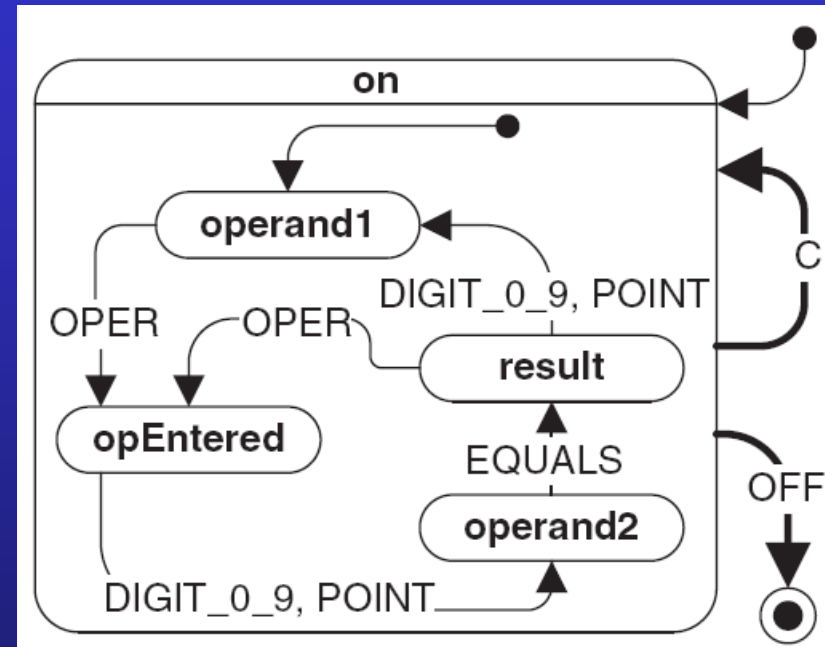 on
operand1
DIGIT_0_9, POINT
C
OPER
OPER
result
opEntered
EQUALS
OFF
operand2
DIGIT_0_9, POINT